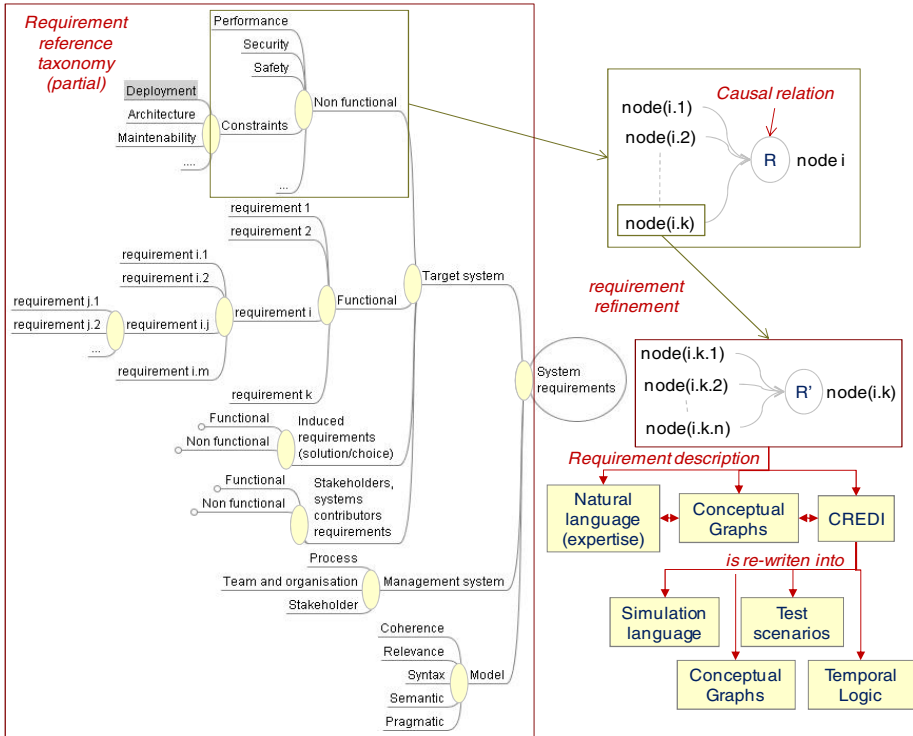 Requirement
reference
taxonomy
(partial)
Performance
Security
Safety
Non functional
Deployment
Architecture
Constraints
Maintenability
....
...
requirement 1
requirement 2
requirement i.1
requirement i.2
Target system
requirement j.1
requirement j.2
requirement i.j
requirement i
Functional
...
requirement i.m
requirement k
System
requirements
Functional
Non functional
Induced
requirements
(solution/choice)
Functional
Non functional
Stakeholders,
systems
contributors
requirements
Process
Team and organisation
Management system
Stakeholder
Coherence
Relevance
Syntax
Model
Semantic
Pragmatic
Causal relation
node(i.1)
node(i.2)
R
node i
node(i.k)
requirement
refinement
node(i.k.1)
node(i.k.2)
R'
node(i.k)
node(i.k.n)
Requirement description
Natural
language
(expertise)
Conceptual
Graphs
CREDI
is re-writen into
Simulation
language
Test
scenarios
Conceptual
Graphs
Temporal
Logic